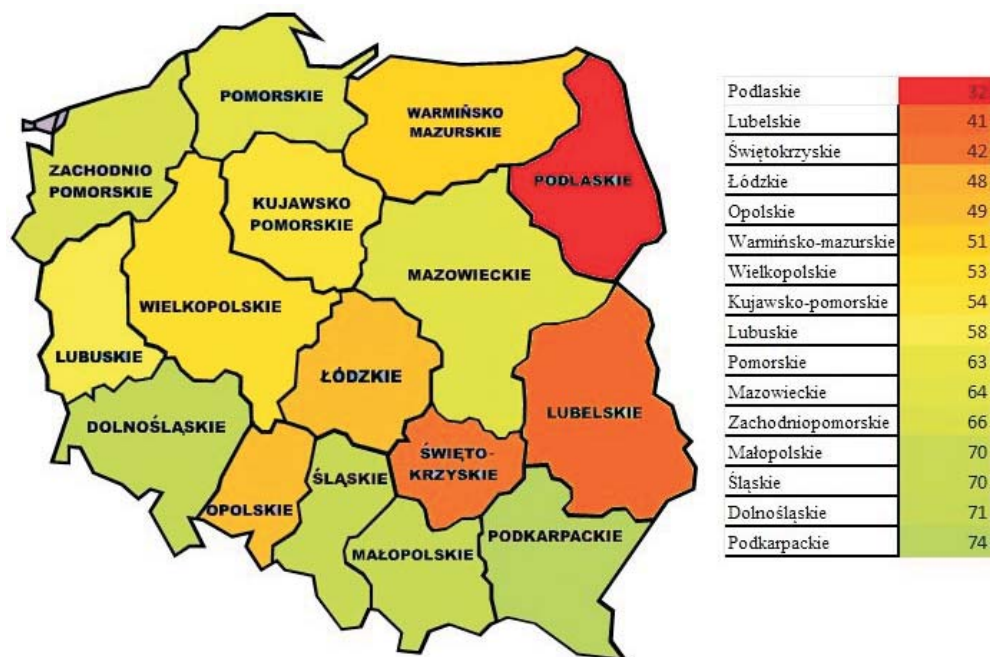 POMORSKIE
WARMIŃSKO
MAZURSKIE
ZACHODNIO
POMORSKIE
KUJAWSKO
POMORSKIE
PODLASKIE
MAZOWIECKIE
WIELKOPOLSKIE
LUBUSKIE
ŁÓDZKIE
LUBELSKIE
DOLNOŚLĄSKIE
ŚWIĘTO-
KRZYSKIE
ŚLĄSKIE
OPOLSKIE
PODKARPACKIE
MAŁOPOLSKIE
Podlaskie 32
Lubelskie 41
Świętokrzyskie 42
Łódzkie 48
Opolskie 49
Warmińsko-mazurskie 51
Wielkopolskie 53
Kujawsko-pomorskie 54
Lubuskie 58
Pomorskie 63
Mazowieckie 64
Zachodniopomorskie 66
Małopolskie 70
Śląskie 70
Dolnośląskie 71
Podkarpackie 74